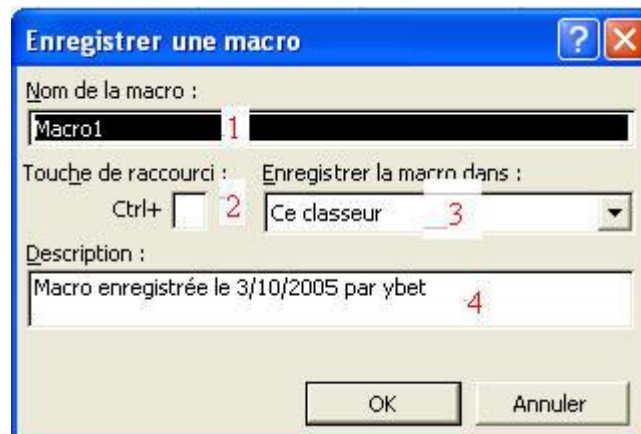 Enregistrer une macro
Nom de la macro :
Macro1 1
Touche de raccourci : Enregistrer la macro dans :
Ctrl+ 2 Ce classeur 3
Description :
Macro enregistrée le 3/10/2005 par ybet 4
OK Annuler